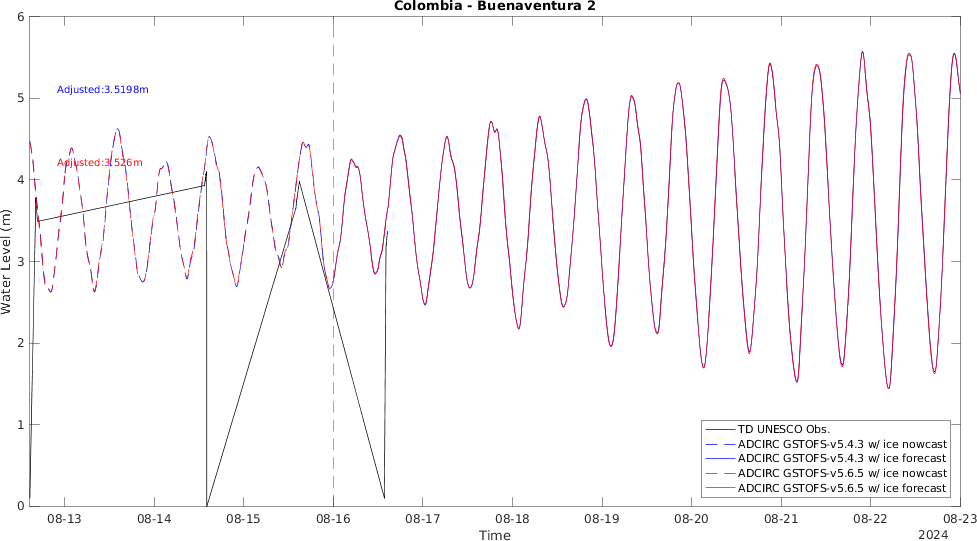 Colombia - Buenaventura 2
6
5
4
3
2
1
0
Water Level (m)
Adjusted:3.5198m
Adjusted:3.526m
TD UNESCO Obs.
ADCIRC GSTOFS-v5.4.3 w/ ice nowcast
ADCIRC GSTOFS-v5.4.3 w/ ice forecast
ADCIRC GSTOFS-v5.6.5 w/ ice nowcast
ADCIRC GSTOFS-v5.6.5 w/ ice forecast
08-13 08-14 08-15 08-16 08-17 08-18 08-19 08-20 08-21 08-22 08-23
Time
2024